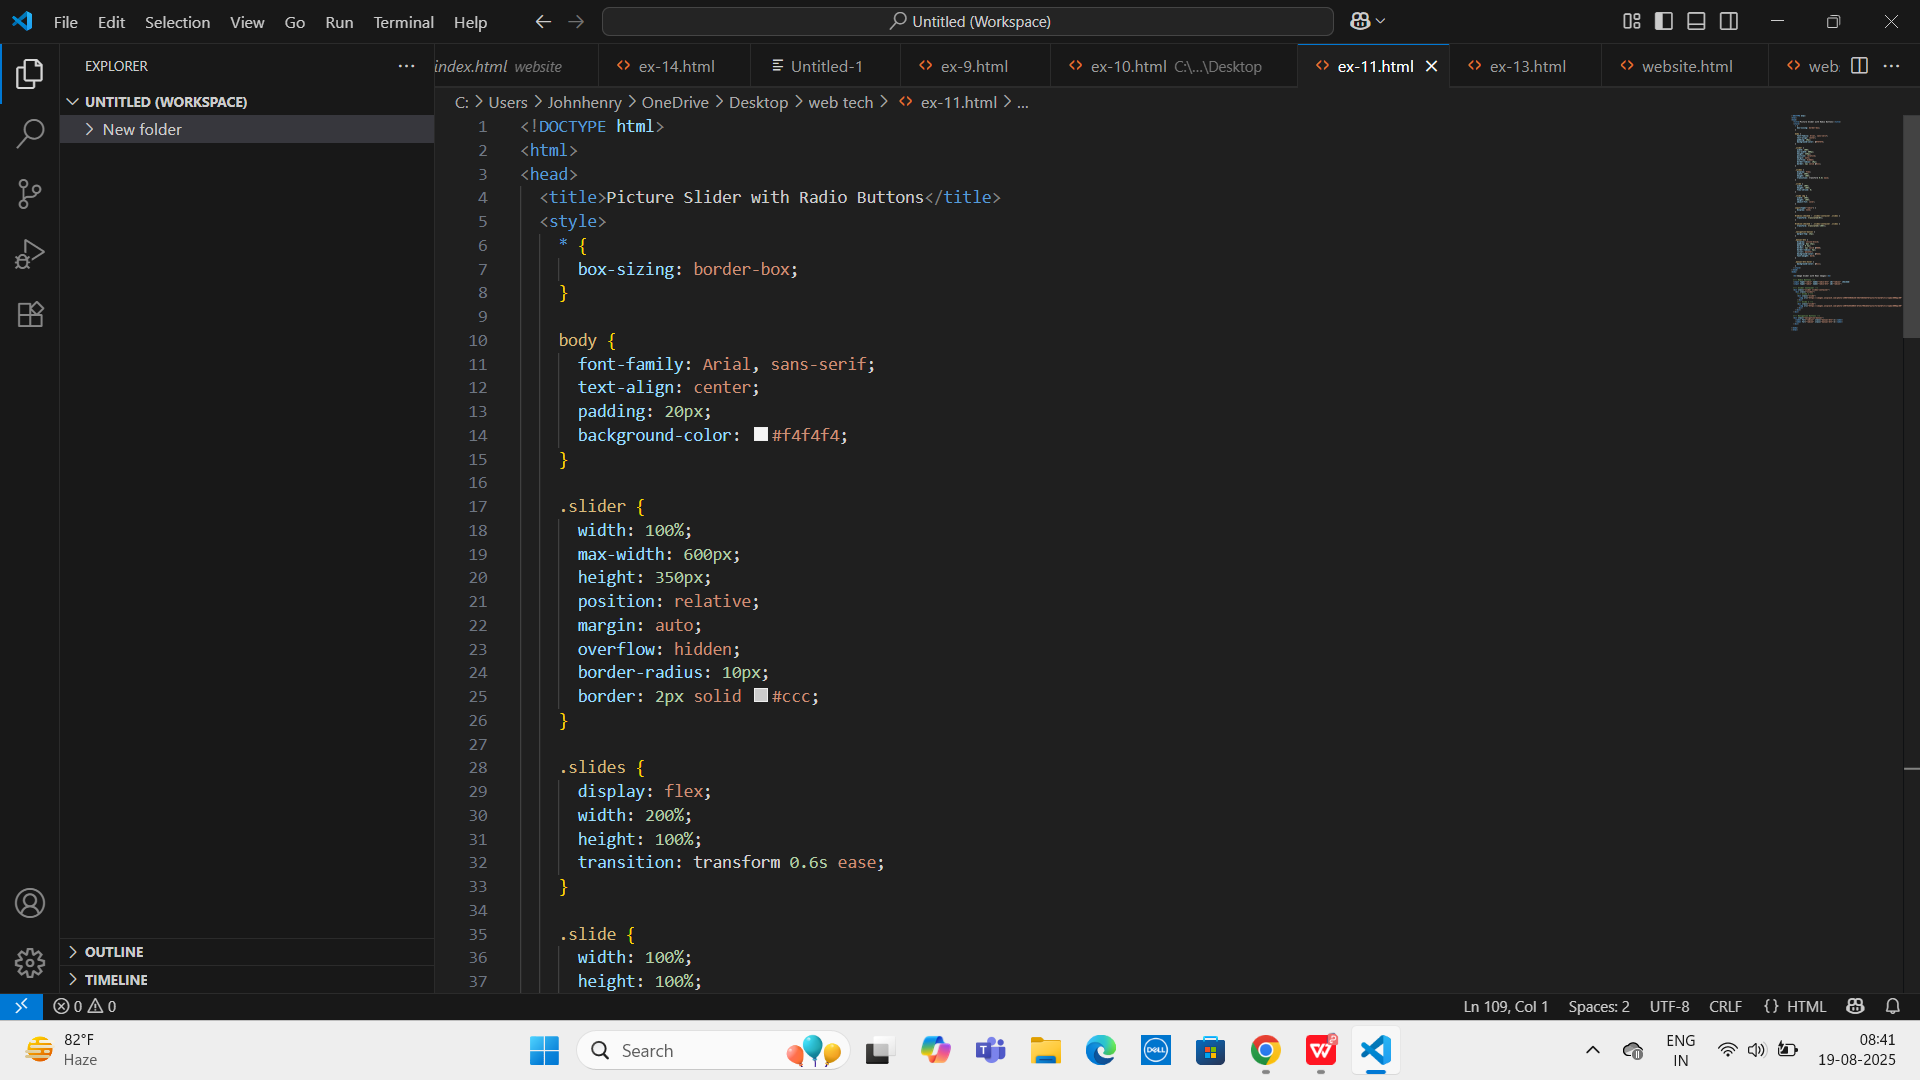 File Edit Selection View Go Run Terminal Help
Untitled (Workspace)
EXPLORER
index.html website
ex-14.html
Untitled-1
ex-9.html
ex-10.html C:\...\Desktop
ex-11.html
ex-13.html
website.html
web
UNTITLED (WORKSPACE)
New folder
C: > Users > Johnhenry > OneDrive > Desktop > web tech > ex-11.html > ...
1 <!DOCTYPE html>
2 <html>
3 <head>
4 <title>Picture Slider with Radio Buttons</title>
5 <style>
6 * {
7 box-sizing: border-box;
8 }
9
10 body {
11 font-family: Arial, sans-serif;
12 text-align: center;
13 padding: 20px;
14 background-color: #f4f4f4;
15 }
16
17 .slider {
18 width: 100%;
19 max-width: 600px;
20 height: 350px;
21 position: relative;
22 margin: auto;
23 overflow: hidden;
24 border-radius: 10px;
25 border: 2px solid #ccc;
26 }
27
28 .slides {
29 display: flex;
30 width: 200%;
31 height: 100%;
32 transition: transform 0.6s ease;
33 }
34
35 .slide {
36 width: 100%;
37 height: 100%;
OUTLINE
TIMELINE
0 0
Ln 109, Col 1
Spaces: 2
UTF-8
CRLF
{ } HTML
82°F
Haze
Search
DELL
ENG
IN
08:41
19-08-2025